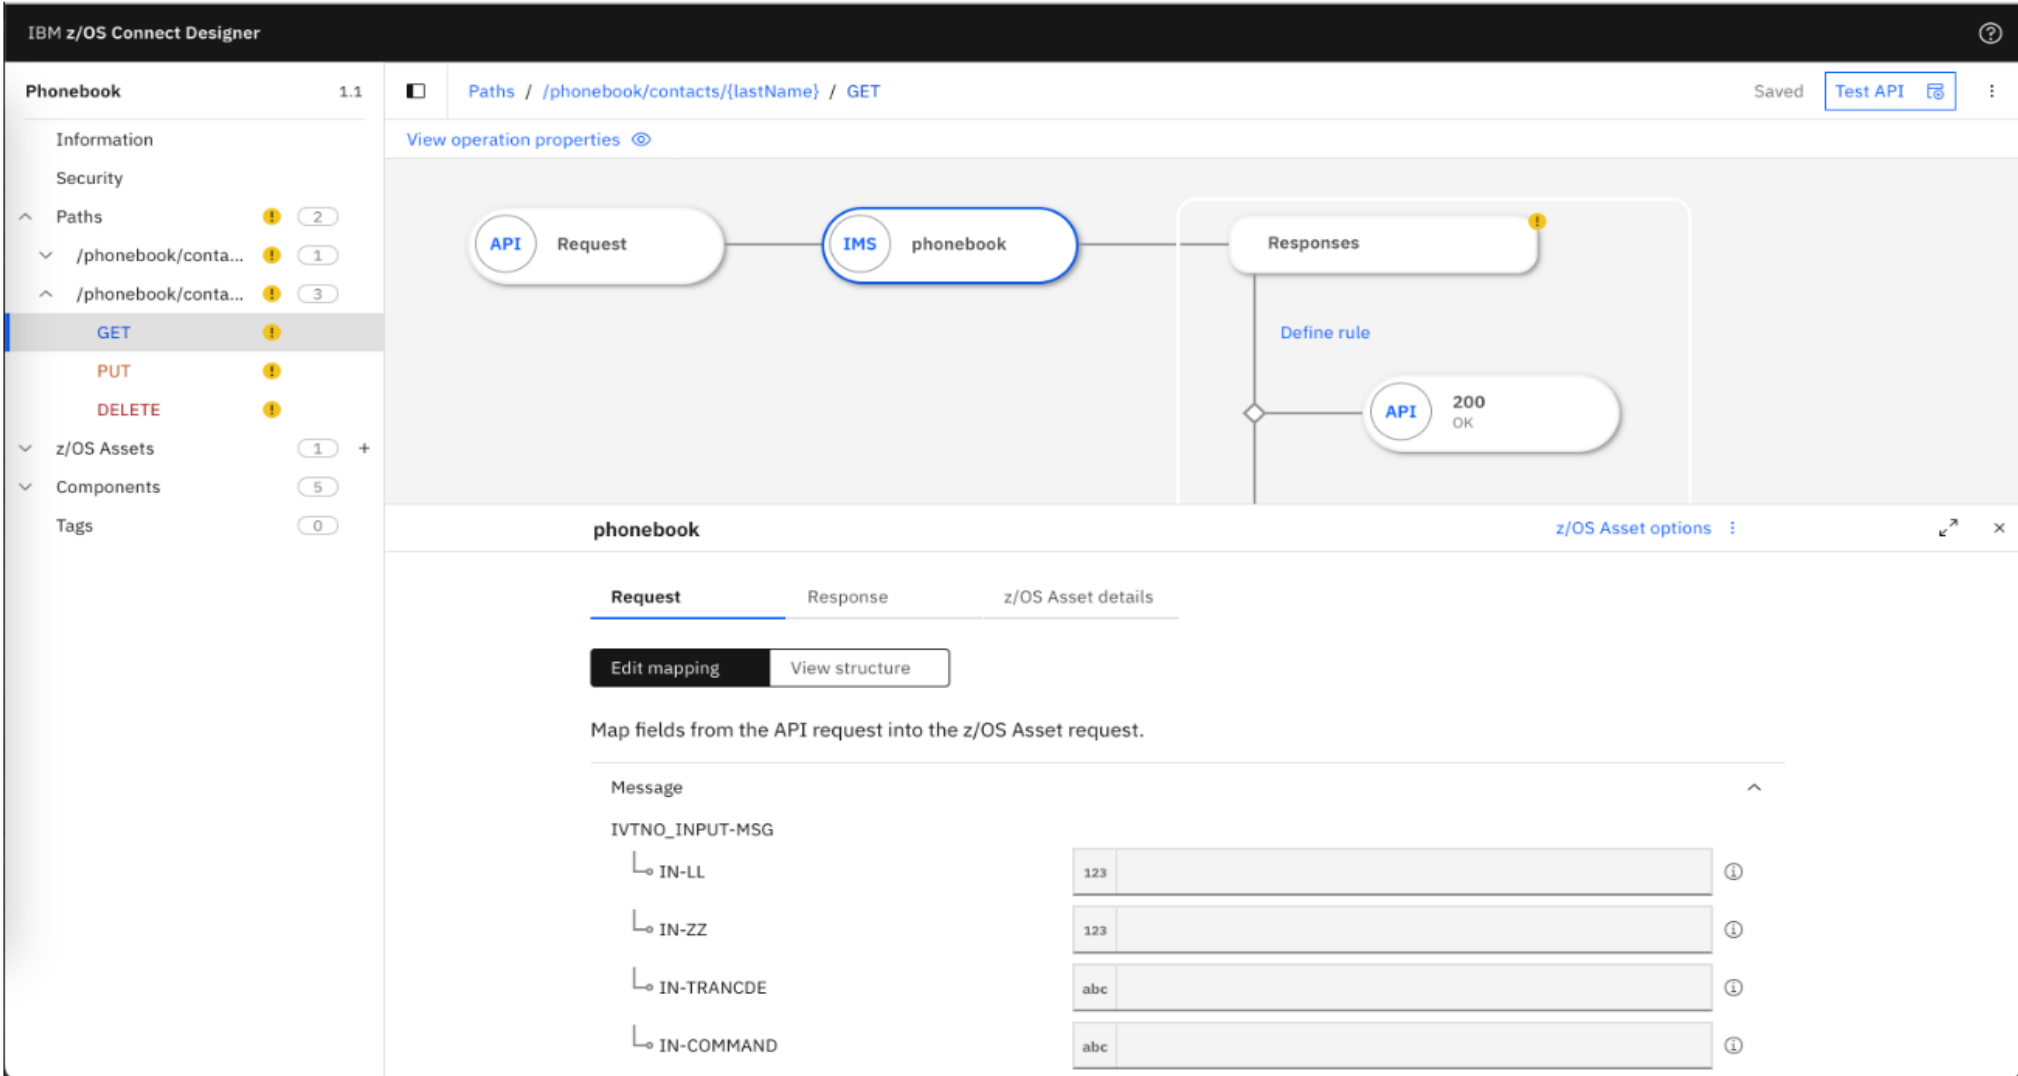 IBM z/OS Connect Designer
Phonebook 1.1
Information
Security
Paths ! 2
/phonebook/conta... ! 1
/phonebook/conta... ! 3
GET !
PUT !
DELETE !
z/OS Assets 1 +
Components 5
Tags 0
Paths / /phonebook/contacts/{lastName} / GET
Saved
Test API
View operation properties
API Request
IMS phonebook
Responses !
Define rule
API 200
OK
phonebook
z/OS Asset options
Request Response z/OS Asset details
Edit mapping View structure
Map fields from the API request into the z/OS Asset request.
Message
IVTNO_INPUT-MSG
IN-LL 123
IN-ZZ 123
IN-TRANCDE abc
IN-COMMAND abc